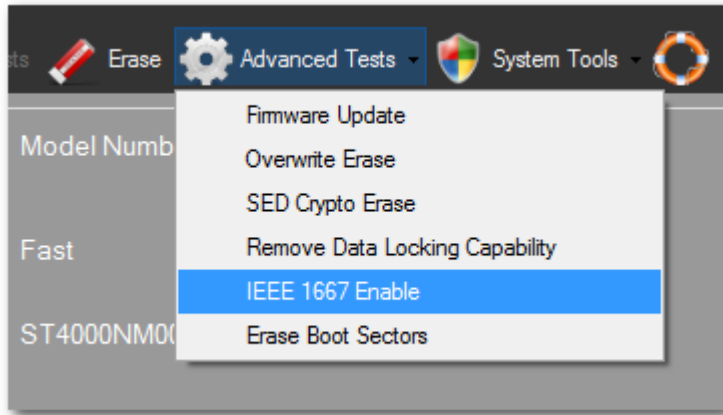 sts Erase Advanced Tests System Tools
Firmware Update
Model Numb
Overwrite Erase
SED Crypto Erase
Fast
Remove Data Locking Capability
IEEE 1667 Enable
ST4000NM00
Erase Boot Sectors